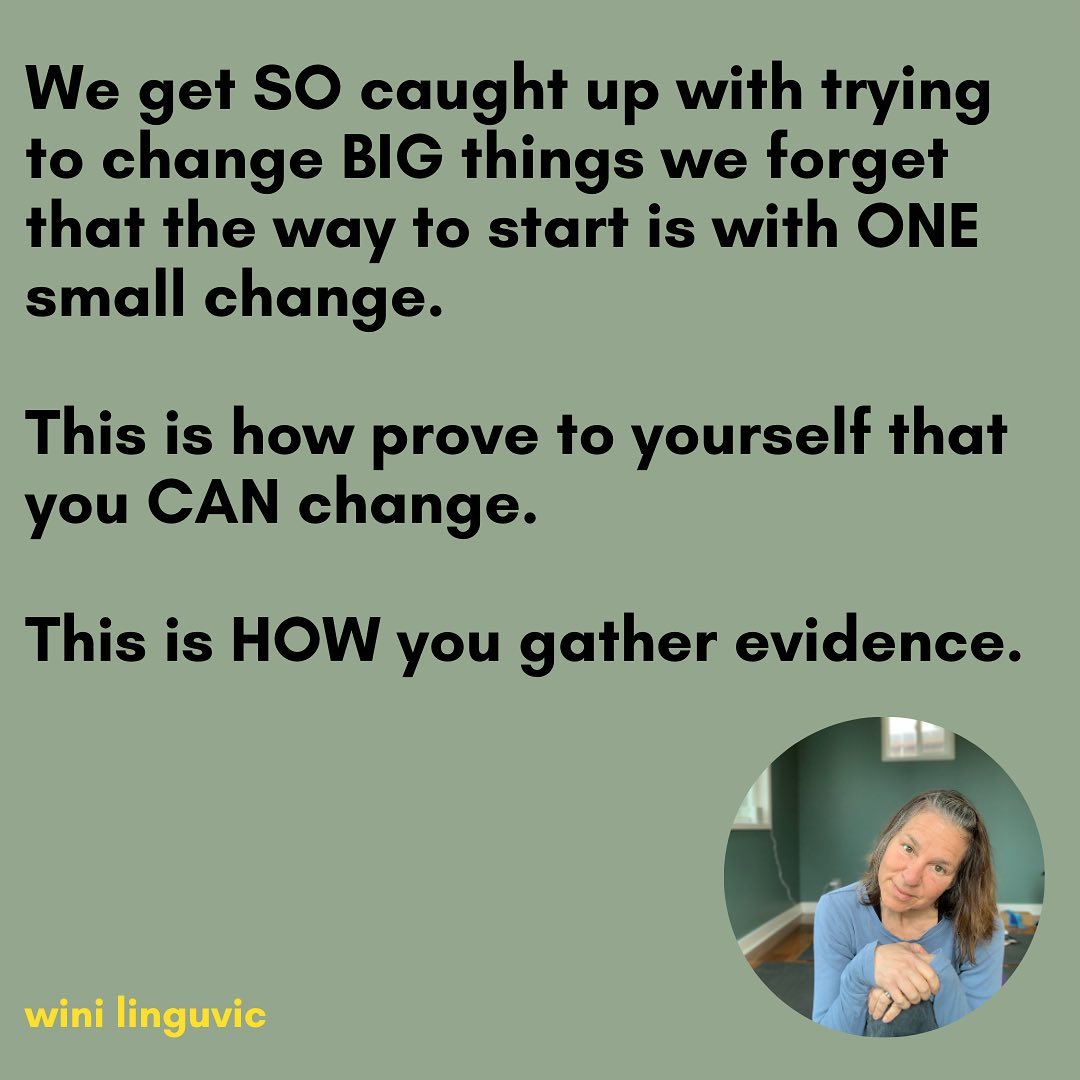 We get SO caught up with trying
to change BIG things we forget
that the way to start is with ONE
small change.
This is how prove to yourself that
you CAN change.
This is HOW you gather evidence.
wini linguvic